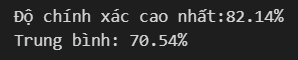 Độ chính xác cao nhất:82.14%
Trung bình: 70.54%